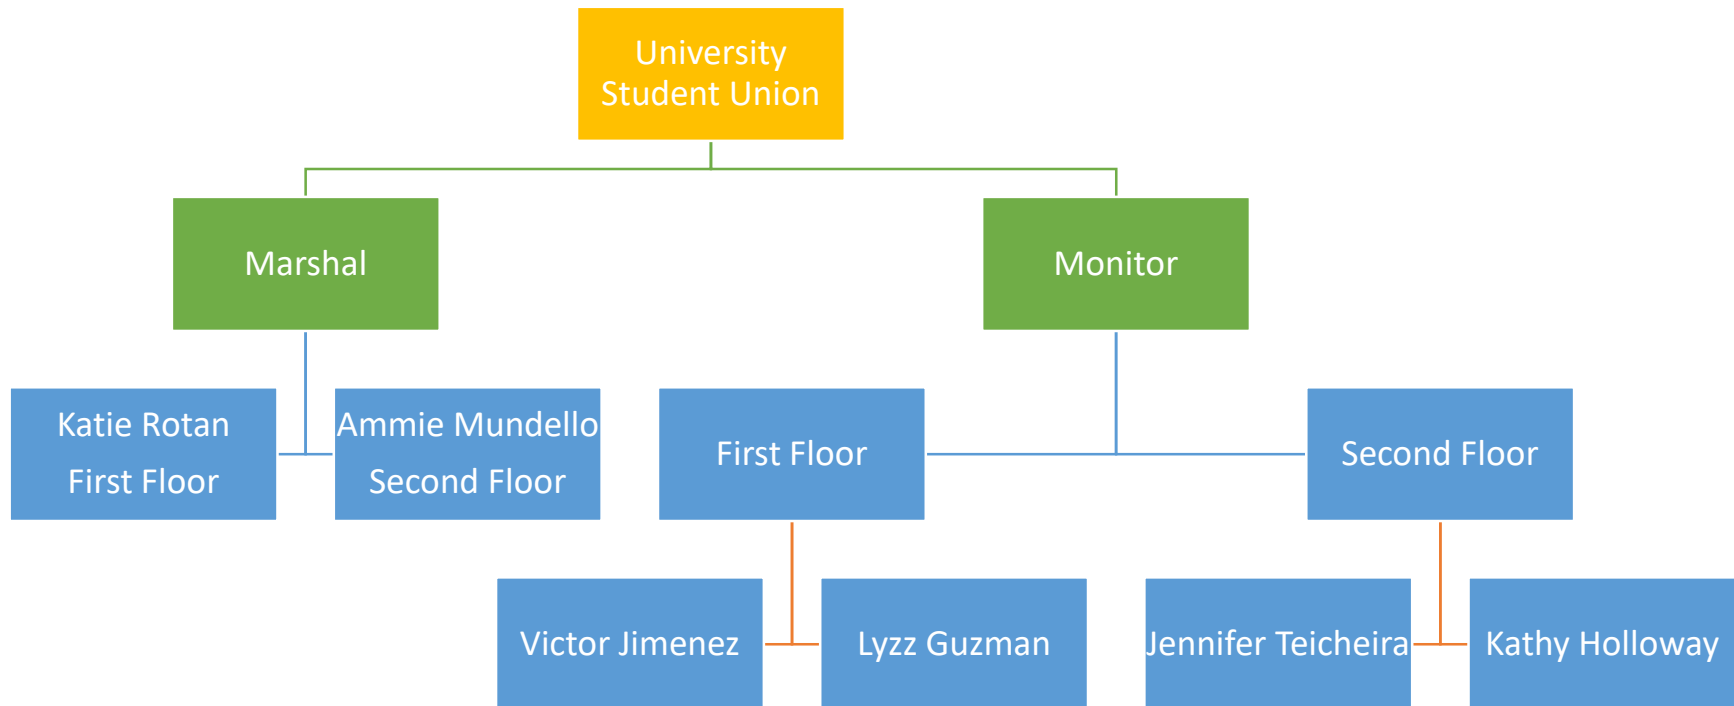 University
Student Union
Marshal
Monitor
Katie Rotan
First Floor
Ammie Mundello
Second Floor
First Floor
Second Floor
Victor Jimenez
Lyzz Guzman
Jennifer Teicheira
Kathy Holloway